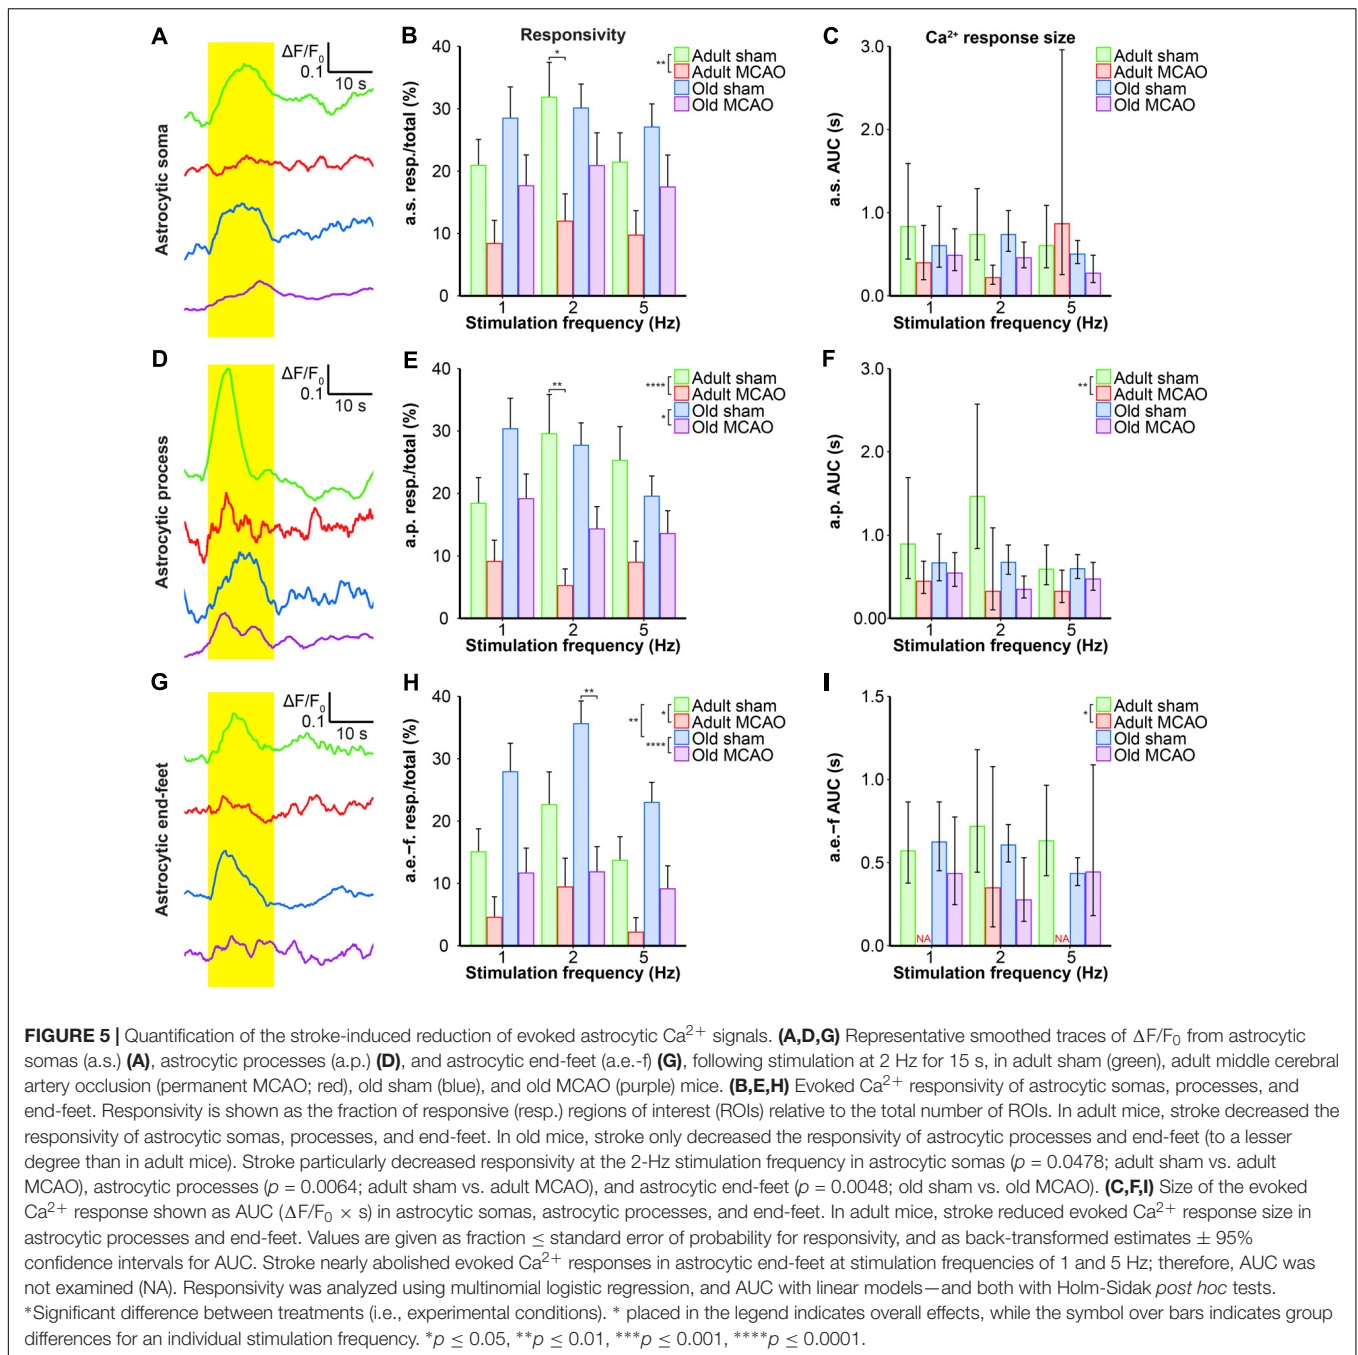 A
ΔF/F₀
0.1
10 s
Astrocytic soma
B
Responsivity
a.s. resp./total (%)
40
30
20
10
0
*
**
Adult sham
Adult MCAO
Old sham
Old MCAO
1 2 5
Stimulation frequency (Hz)
C
Ca²⁺ response size
a.s. AUC (s)
3.0
2.0
1.0
0.0
Adult sham
Adult MCAO
Old sham
Old MCAO
1 2 5
Stimulation frequency (Hz)
D
ΔF/F₀
0.1
10 s
Astrocytic process
E
a.p. resp./total (%)
40
30
20
10
0
**
****
*
Adult sham
Adult MCAO
Old sham
Old MCAO
1 2 5
Stimulation frequency (Hz)
F
a.p. AUC (s)
3.0
2.0
1.0
0.00
**
Adult sham
Adult MCAO
Old sham
Old MCAO
1 2 5
Stimulation frequency (Hz)
G
ΔF/F₀
0.1
10 s
Astrocytic end-feet
H
a.e.-f. resp./total (%)
40
30
20
10
0
**
**
*
****
Adult sham
Adult MCAO
Old sham
Old MCAO
1 2 5
Stimulation frequency (Hz)
I
a.e.-f AUC (s)
1.5
1.0
0.5
0.0
*
Adult sham
Adult MCAO
Old sham
Old MCAO
NA NA
1 2 5
Stimulation frequency (Hz)
FIGURE 5 | Quantification of the stroke-induced reduction of evoked astrocytic Ca²⁺ signals. (A,D,G) Representative smoothed traces of ΔF/F₀ from astrocytic
somas (a.s.) (A), astrocytic processes (a.p.) (D), and astrocytic end-feet (a.e.-f) (G), following stimulation at 2 Hz for 15 s, in adult sham (green), adult middle cerebral
artery occlusion (permanent MCAO; red), old sham (blue), and old MCAO (purple) mice. (B,E,H) Evoked Ca²⁺ responsivity of astrocytic somas, processes, and
end-feet. Responsivity is shown as the fraction of responsive (resp.) regions of interest (ROIs) relative to the total number of ROIs. In adult mice, stroke decreased the
responsivity of astrocytic somas, processes, and end-feet. In old mice, stroke only decreased the responsivity of astrocytic processes and end-feet (to a lesser
degree than in adult mice). Stroke particularly decreased responsivity at the 2-Hz stimulation frequency in astrocytic somas (p = 0.0478; adult sham vs. adult
MCAO), astrocytic processes (p = 0.0064; adult sham vs. adult MCAO), and astrocytic end-feet (p = 0.0048; old sham vs. old MCAO). (C,F,I) Size of the evoked
Ca²⁺ response shown as AUC (ΔF/F₀ × s) in astrocytic somas, astrocytic processes, and end-feet. In adult mice, stroke reduced evoked Ca²⁺ response size in
astrocytic processes and end-feet. Values are given as fraction ≤ standard error of probability for responsivity, and as back-transformed estimates ± 95%
confidence intervals for AUC. Stroke nearly abolished evoked Ca²⁺ responses in astrocytic end-feet at stimulation frequencies of 1 and 5 Hz; therefore, AUC was
not examined (NA). Responsivity was analyzed using multinomial logistic regression, and AUC with linear models—and both with Holm-Sidak post hoc tests.
*Significant difference between treatments (i.e., experimental conditions). * placed in the legend indicates overall effects, while the symbol over bars indicates group
differences for an individual stimulation frequency. *p ≤ 0.05, **p ≤ 0.01, ***p ≤ 0.001, ****p ≤ 0.0001.